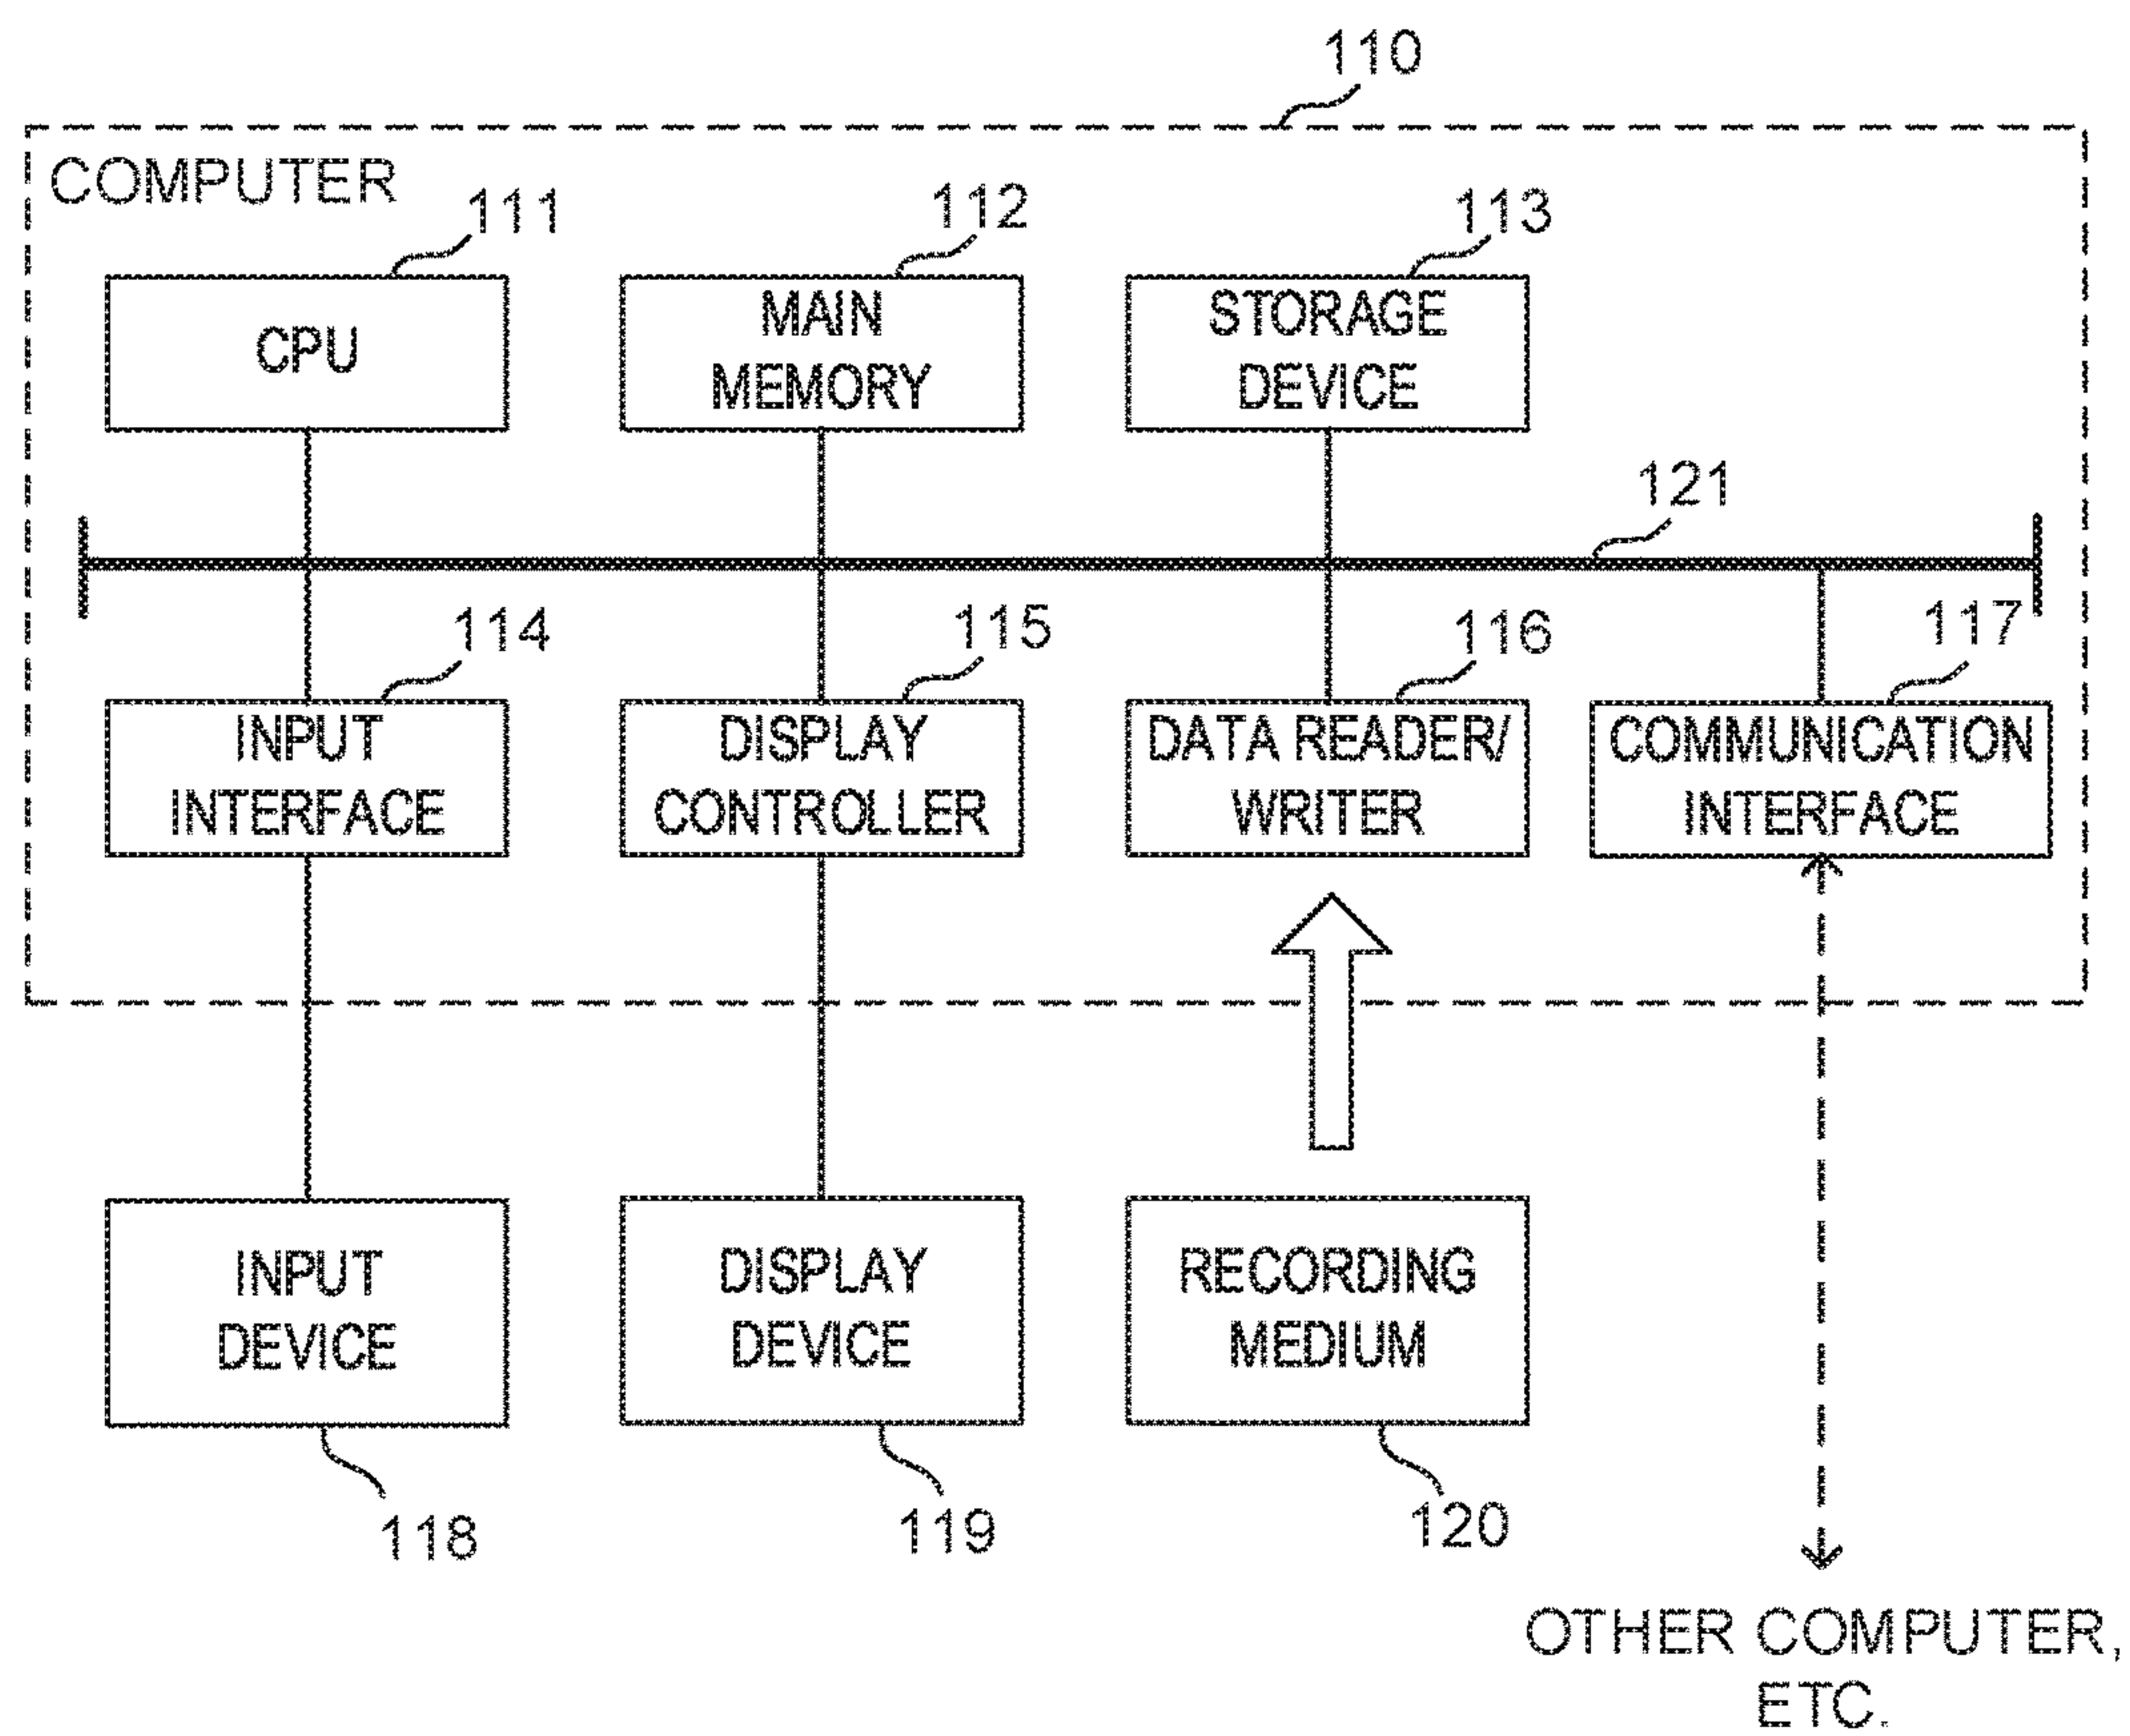 110
COMPUTER
111
112
113
CPU
MAIN
MEMORY
STORAGE
DEVICE
121
114
115
116
117
INPUT
INTERFACE
DISPLAY
CONTROLLER
DATA READER/
WRITER
COMMUNICATION
INTERFACE
INPUT
DEVICE
DISPLAY
DEVICE
RECORDING
MEDIUM
118
119
120
OTHER COMPUTER,
ETC.